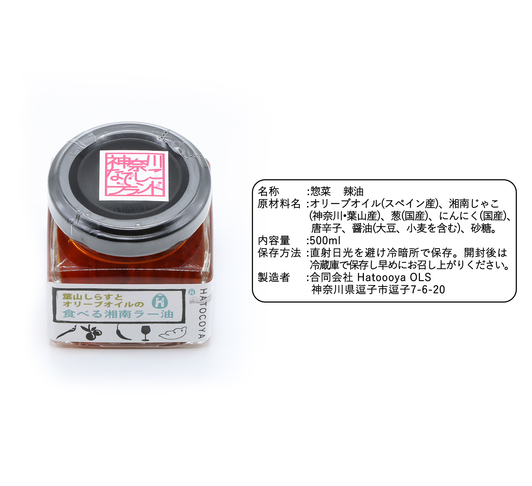 神奈川
なでしこ
ブランド
葉山しらすと
オリーブオイルの
食べる湘南ラー油
H
HATOCOYA
名称　　:惣菜　辣油
原材料名:オリーブオイル(スペイン産)、湘南じゃこ
(神奈川・葉山産)、葱(国産)、にんにく(国産)、
唐辛子、醤油(大豆、小麦を含む)、砂糖。
内容量　:500ml
保存方法:直射日光を避け冷暗所で保存。開封後は
冷蔵庫で保存し早めにお召し上がりください。
製造者　:合同会社 Hatoooya OLS
神奈川県逗子市逗子7-6-20